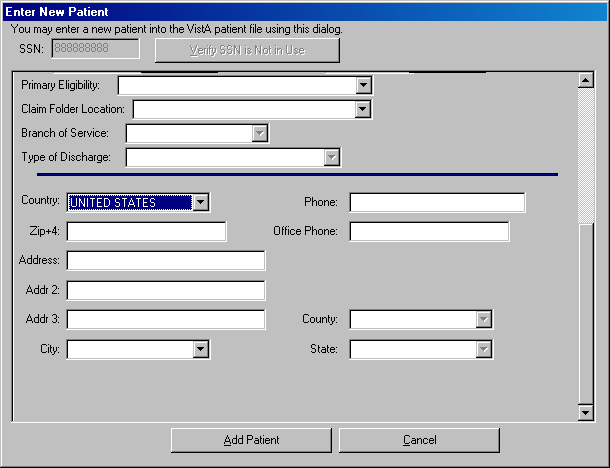 Enter New Patient
You may enter a new patient into the VistA patient file using this dialog.
SSN: 888888888 Verify SSN is Not in Use
Primary Eligibility:
Claim Folder Location:
Branch of Service:
Type of Discharge:
Country: UNITED STATES Phone:
Zip+4: Office Phone:
Address:
Addr 2:
Addr 3: County:
City: State:
Add Patient Cancel